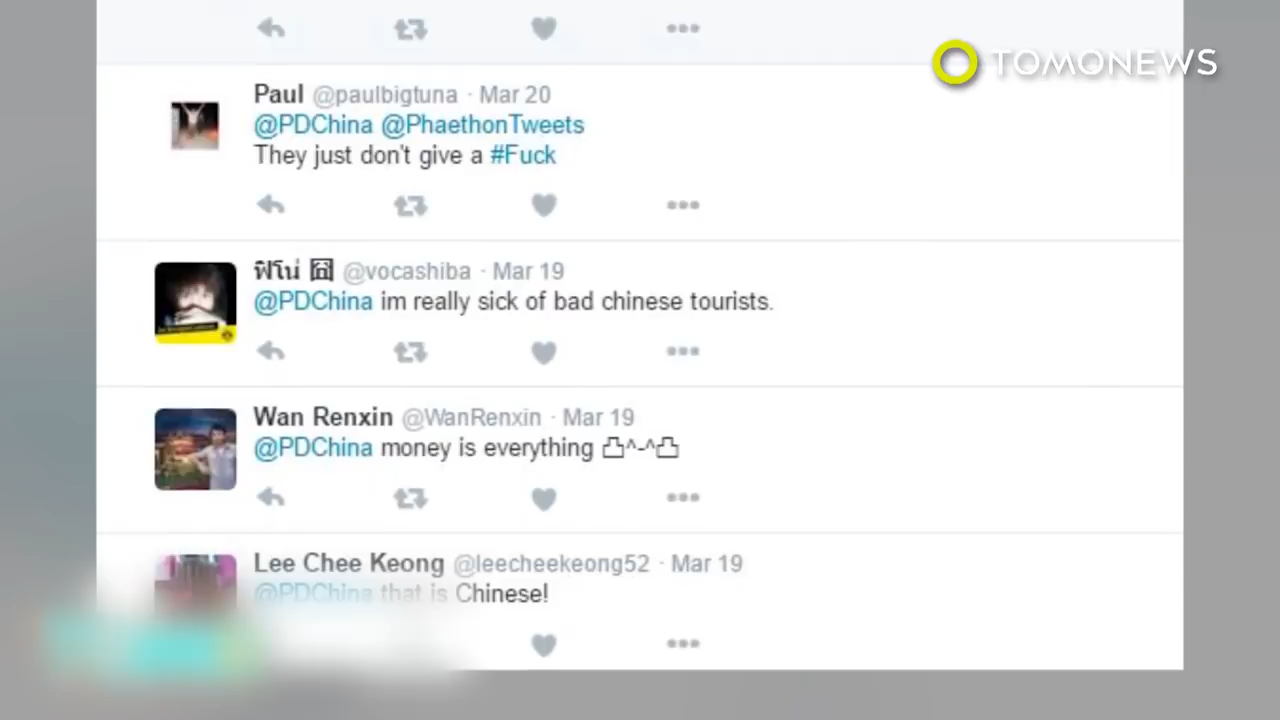 TOMONEWS
Paul @paulbigtuna · Mar 20
@PDChina @PhaethonTweets
They just don't give a #Fuck
ฟีโน่ 囧 @vocashiba · Mar 19
@PDChina im really sick of bad chinese tourists.
Wan Renxin @WanRenxin · Mar 19
@PDChina money is everything 凸^-^凸
Lee Chee Keong @leecheekeong52 · Mar 19
@PDChina that is Chinese!